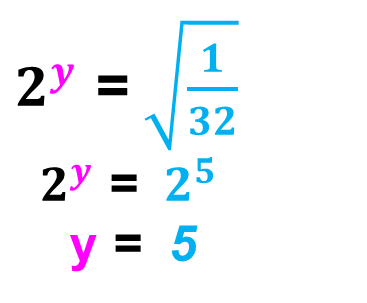 2^y = √(1/32)
2^y = 2^5
y = 5